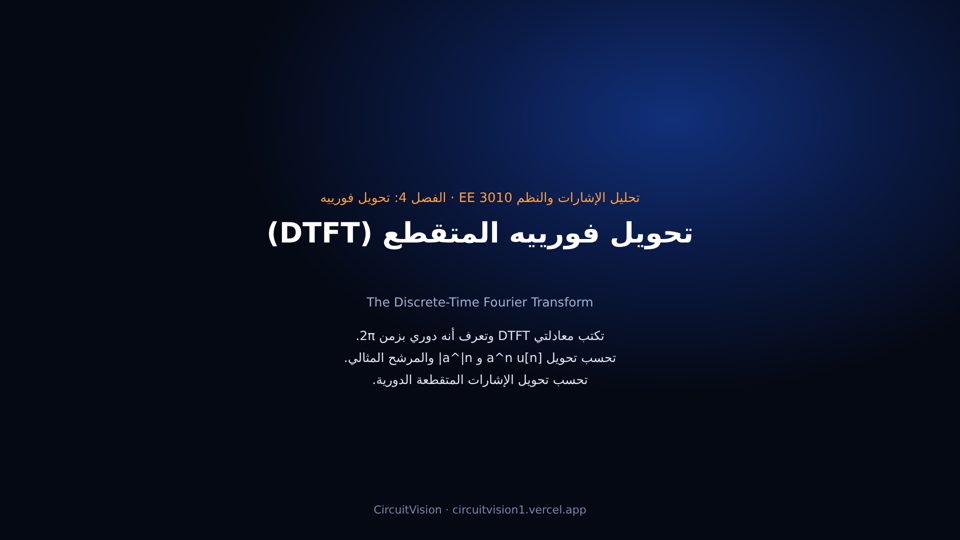 تحليل الإشارات والنظم EE 3010 · الفصل 4: تحويل فورييه
تحويل فورييه المتقطع (DTFT)
The Discrete-Time Fourier Transform
تكتب معادلتي DTFT وتعرف أنه دوري بزمن 2π.
تحسب تحويل a^n u[n] و a^|n| والمرشح المثالي.
تحسب تحويل الإشارات المتقطعة الدورية.
CircuitVision · circuitvision1.vercel.app